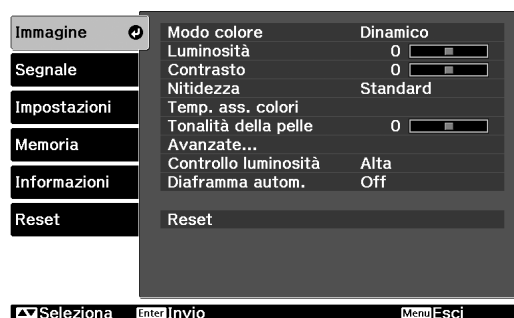 Immagine
Segnale
Impostazioni
Memoria
Informazioni
Reset
Modo colore Dinamico
Luminosità 0
Contrasto 0
Nitidezza Standard
Temp. ass. colori
Tonalità della pelle 0
Avanzate...
Controllo luminosità Alta
Diaframma autom. Off
Reset
Seleziona Enter Invio Menu Esci